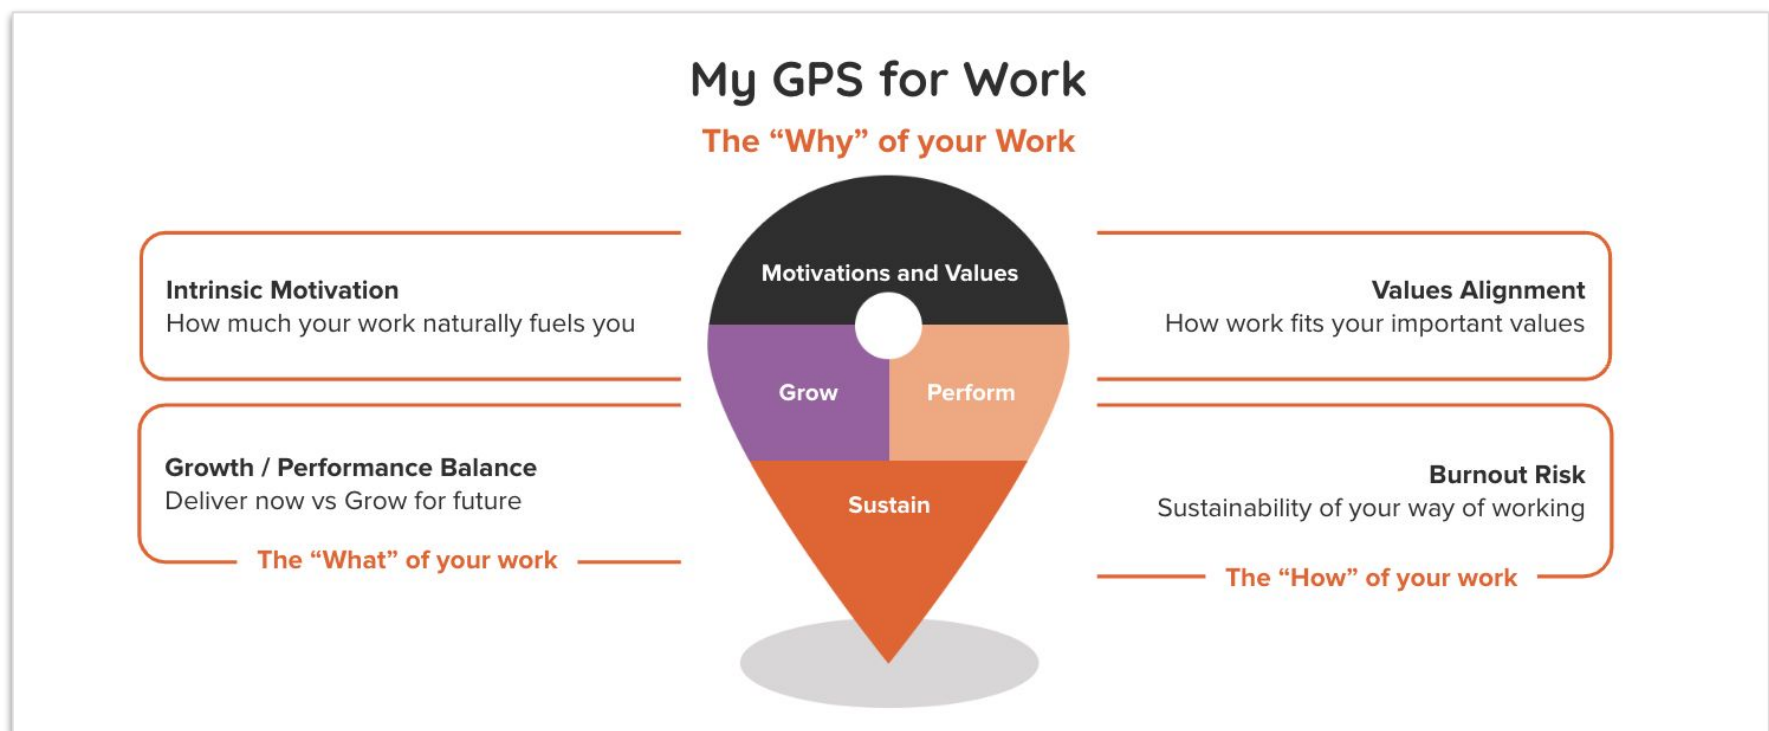 My GPS for Work
The “Why” of your Work
Motivations and Values
Intrinsic Motivation
How much your work naturally fuels you
Values Alignment
How work fits your important values
Grow
Perform
Growth / Performance Balance
Deliver now vs Grow for future
The “What” of your work
Sustain
Burnout Risk
Sustainability of your way of working
The “How” of your work